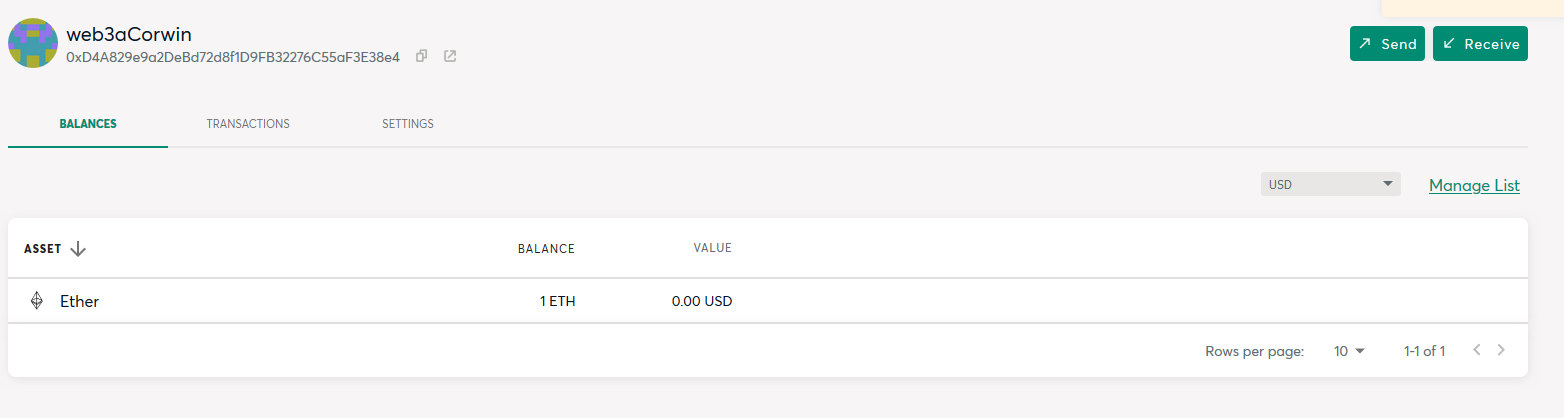 web3aCorwin
0xD4A829e9a2DeBd72d8f1D9FB32276C55aF3E38e4
Send
Receive
BALANCES
TRANSACTIONS
SETTINGS
USD
Manage List
ASSET BALANCE VALUE
Ether 1 ETH 0.00 USD
Rows per page: 10 1-1 of 1